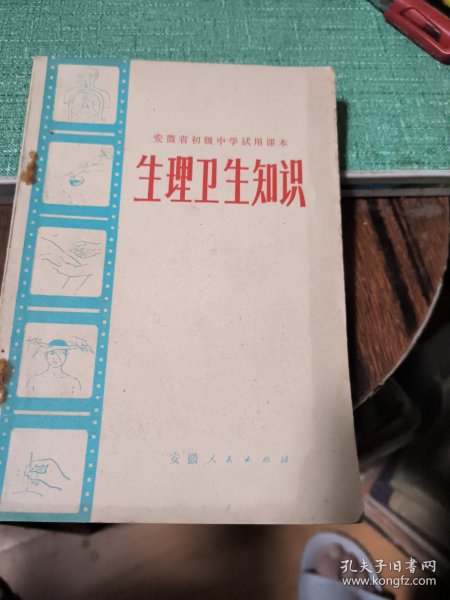 安徽省初级中学试用课本
生理卫生知识
安徽人民出版社
孔夫子旧书网
www.kongfz.com